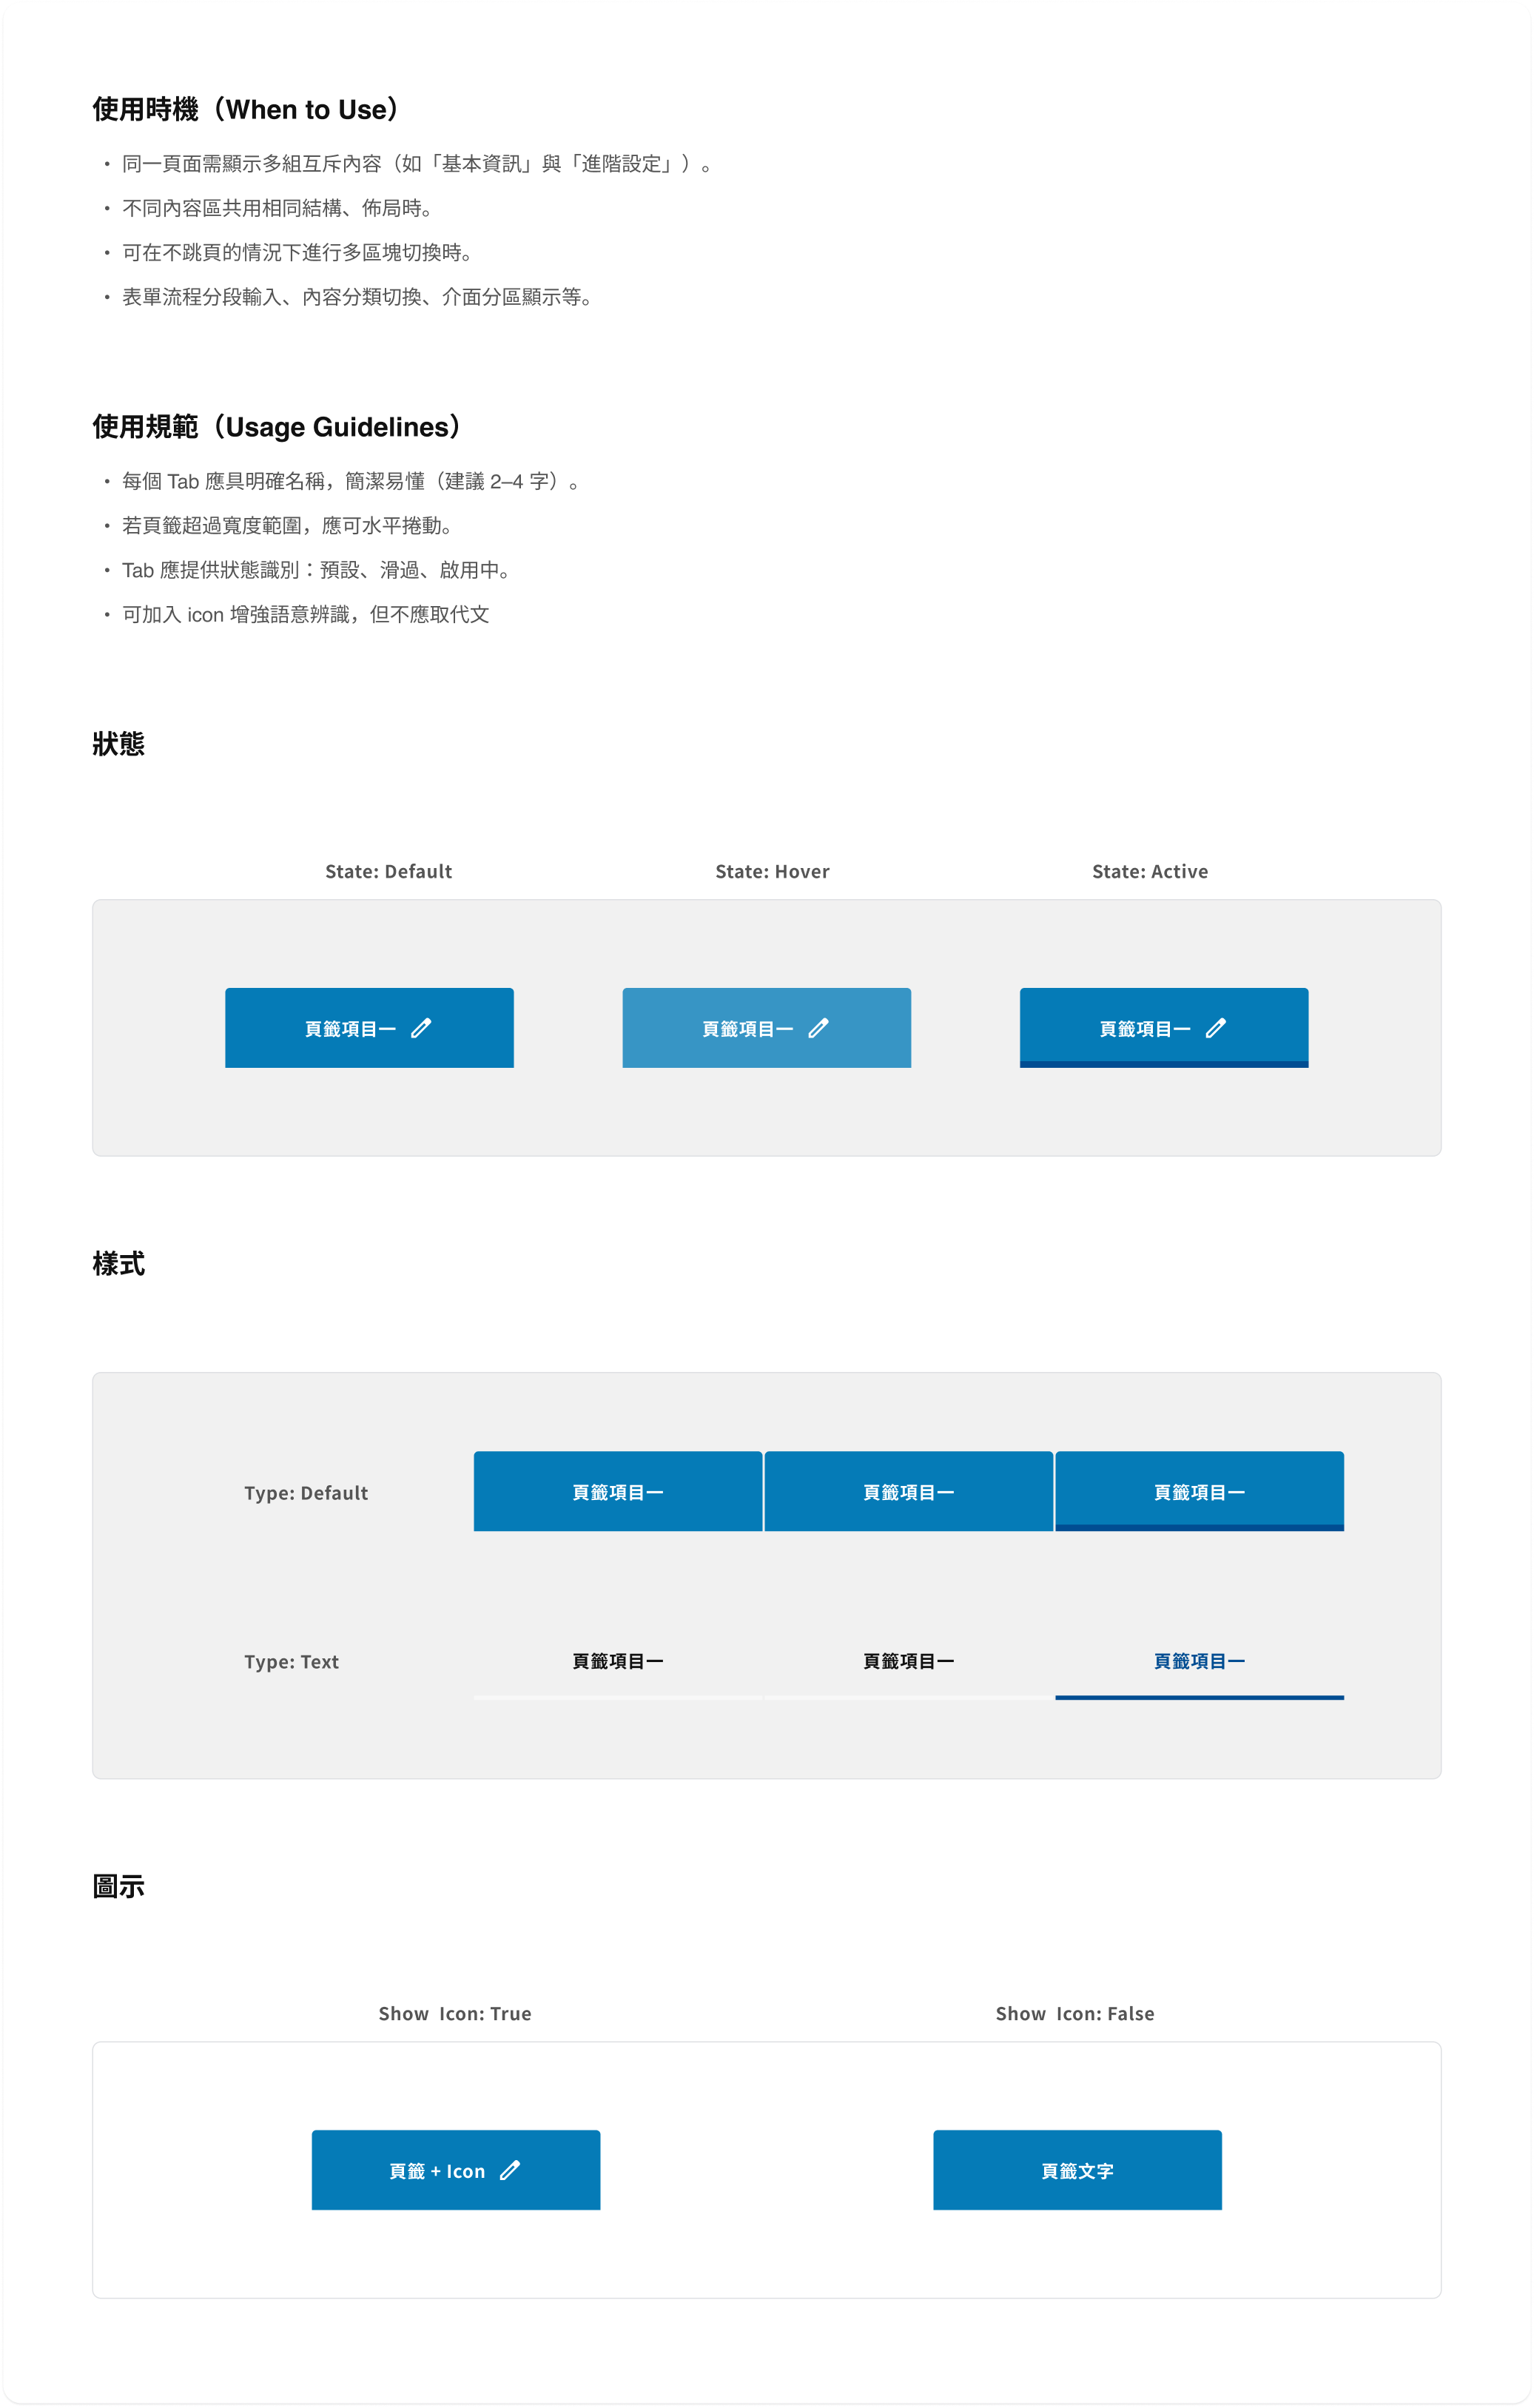 使用時機（When to Use）
• 同一頁面需顯示多組互斥內容（如「基本資訊」與「進階設定」）。
• 不同內容區共用相同結構、佈局時。
• 可在不跳頁的情況下進行多區塊切換時。
• 表單流程分段輸入、內容分類切換、介面分區顯示等。
使用規範（Usage Guidelines）
• 每個 Tab 應具明確名稱，簡潔易懂（建議 2–4 字）。
• 若頁籤超過寬度範圍，應可水平捲動。
• Tab 應提供狀態識別：預設、滑過、啟用中。
• 可加入 icon 增強語意辨識，但不應取代文
狀態
State: Default State: Hover State: Active
頁籤項目一 頁籤項目一 頁籤項目一
樣式
Type: Default 頁籤項目一 頁籤項目一 頁籤項目一
Type: Text 頁籤項目一 頁籤項目一 頁籤項目一
圖示
Show Icon: True Show Icon: False
頁籤 + Icon 頁籤文字